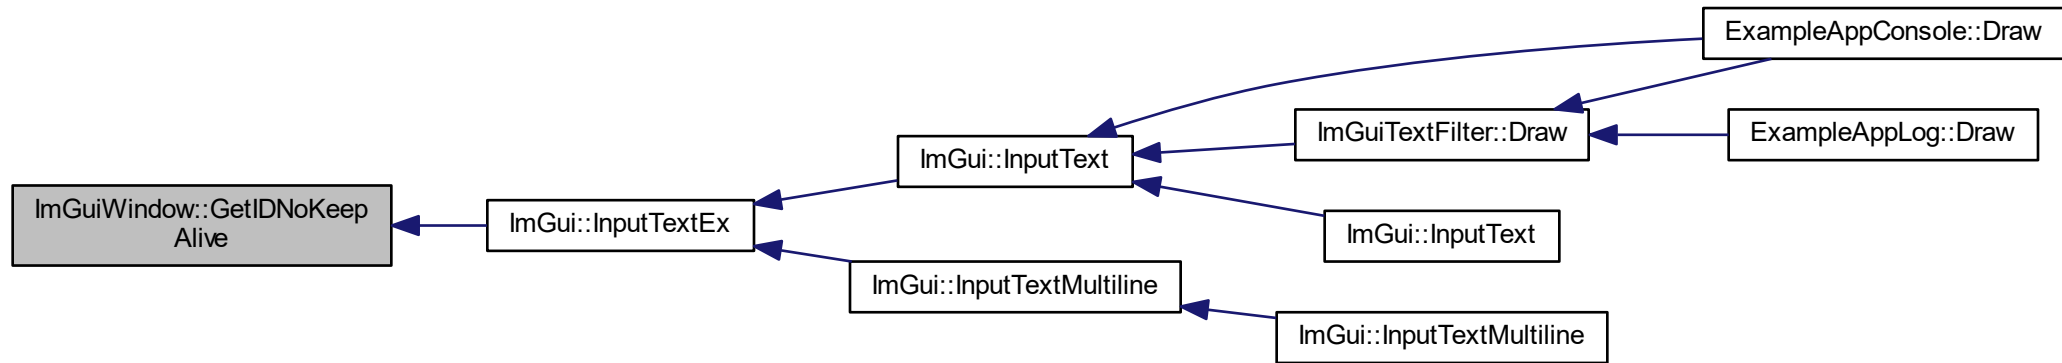 ExampleAppConsole::Draw
ImGuiTextFilter::Draw
ExampleAppLog::Draw
ImGui::InputText
ImGuiWindow::GetIDNoKeep
Alive
ImGui::InputTextEx
ImGui::InputText
ImGui::InputTextMultiline
ImGui::InputTextMultiline